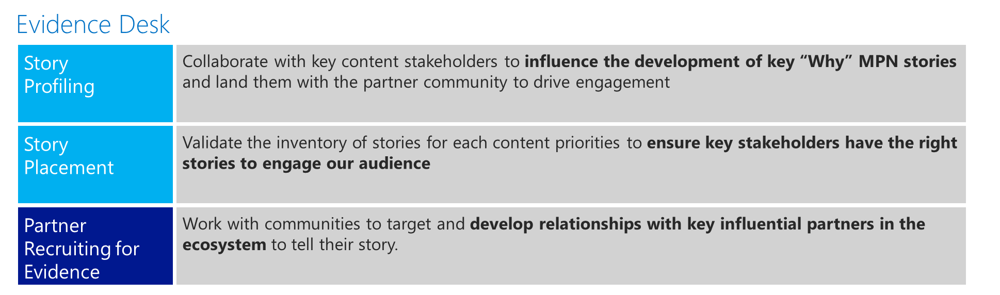 Evidence Desk
Story
Profiling
Collaborate with key content stakeholders to influence the development of key “Why” MPN stories
and land them with the partner community to drive engagement
Story
Placement
Validate the inventory of stories for each content priorities to ensure key stakeholders have the right
stories to engage our audience
Partner
Recruiting for
Evidence
Work with communities to target and develop relationships with key influential partners in the
ecosystem to tell their story.